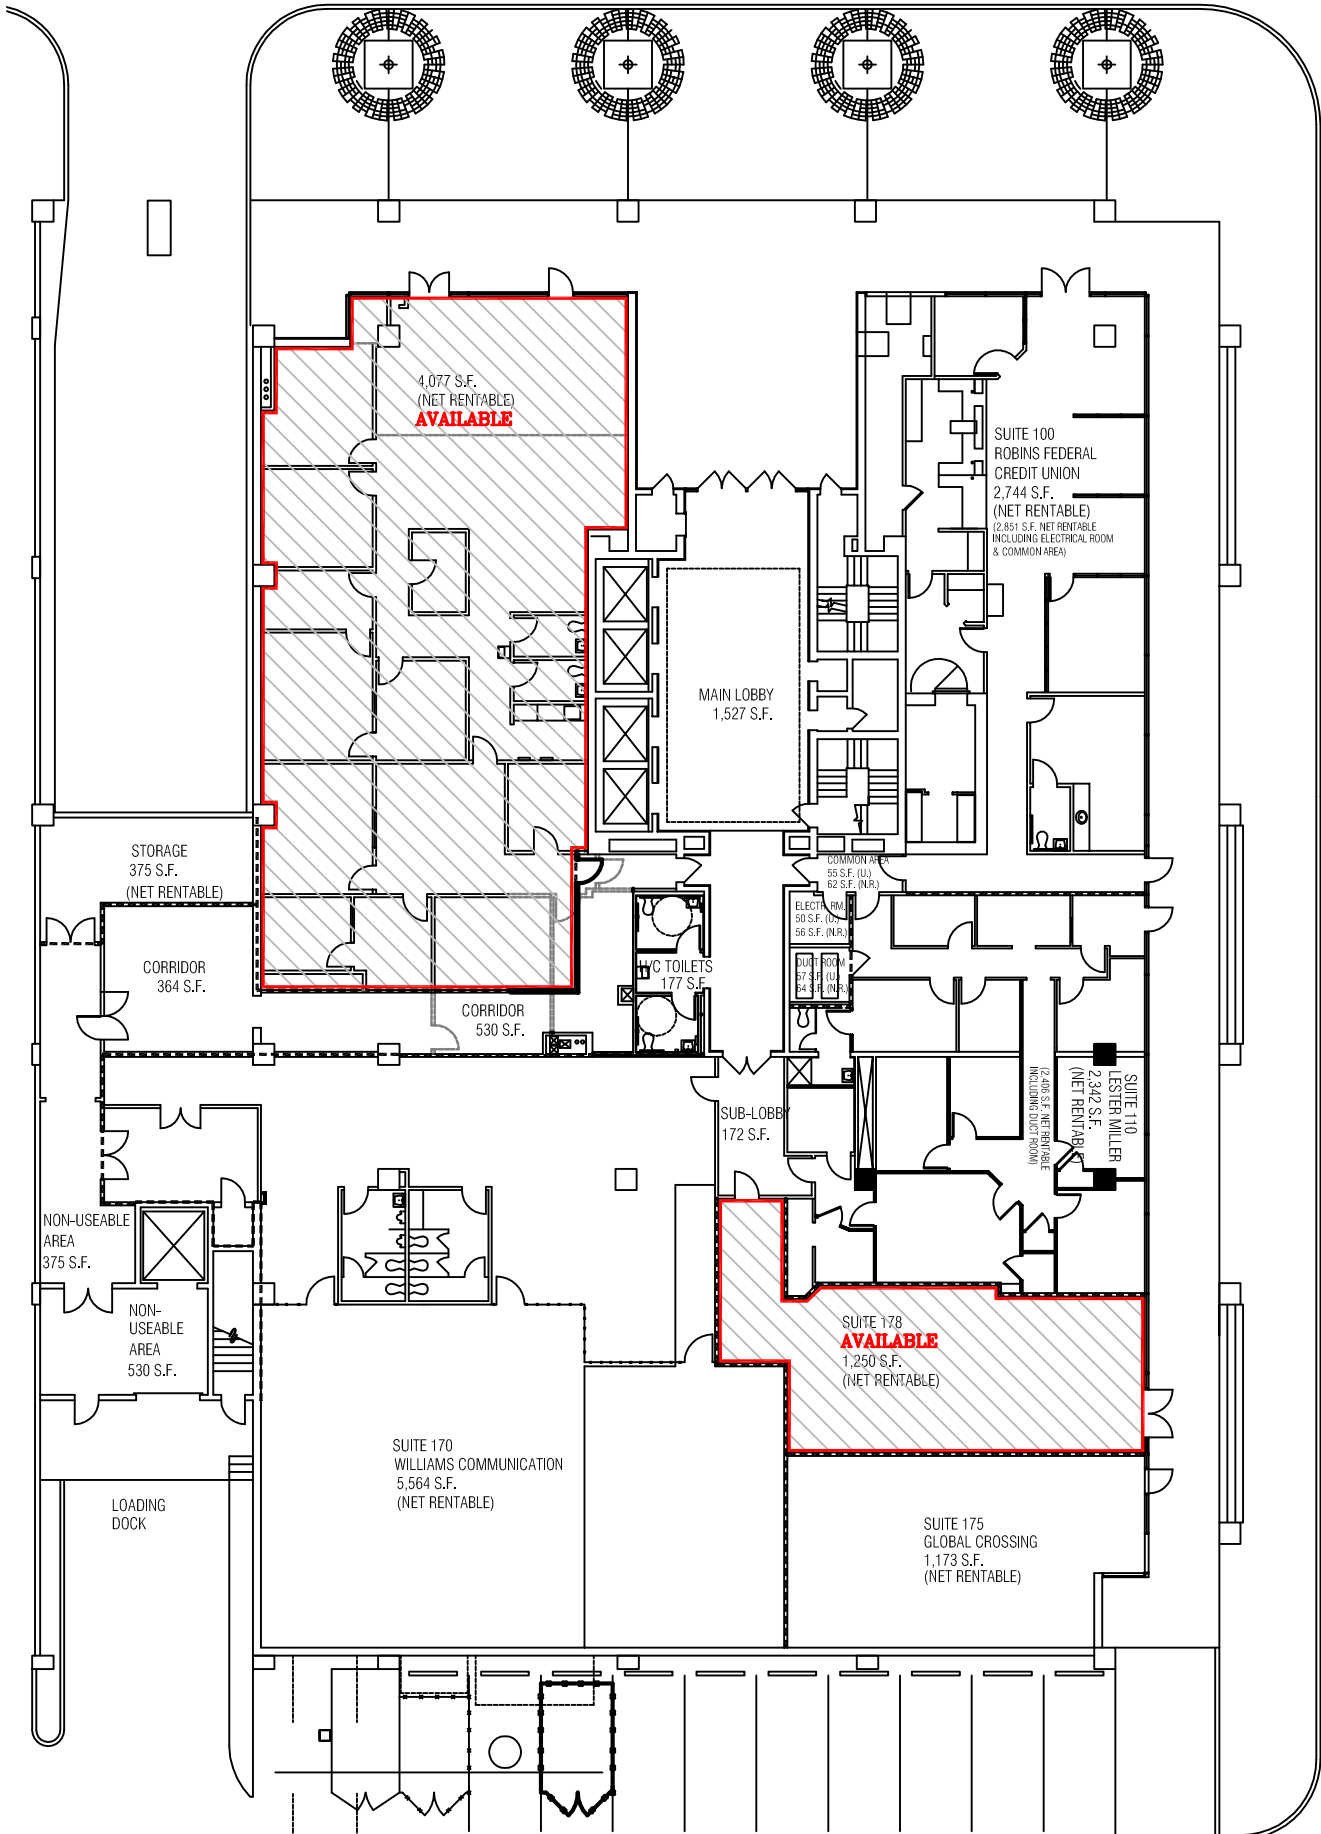 4,077 S.F.
(NET RENTABLE)
AVAILABLE
SUITE 100
ROBINS FEDERAL
CREDIT UNION
2,744 S.F.
(NET RENTABLE)
(2,851 S.F. NET RENTABLE
INCLUDING ELECTRICAL ROOM
& COMMON AREA)
MAIN LOBBY
1,527 S.F.
STORAGE
375 S.F.
(NET RENTABLE)
COMMON AREA
55 S.F. (U.)
62 S.F. (N.R.)
ELECTR. RM.
50 S.F. (U.)
56 S.F. (N.R.)
CORRIDOR
364 S.F.
H/C TOILETS
177 S.F.
DUCT ROOM
57 S.F. (U.)
64 S.F. (N.R.)
CORRIDOR
530 S.F.
SUITE 110
LESTER MILLER
2,342 S.F.
(NET RENTABLE)
(2,406 S.F. NET RENTABLE
INCLUDING DUCT ROOM)
SUB-LOBBY
172 S.F.
NON-USEABLE
AREA
375 S.F.
NON-
USEABLE
AREA
530 S.F.
SUITE 178
AVAILABLE
1,250 S.F.
(NET RENTABLE)
SUITE 170
WILLIAMS COMMUNICATION
5,564 S.F.
(NET RENTABLE)
LOADING
DOCK
SUITE 175
GLOBAL CROSSING
1,173 S.F.
(NET RENTABLE)